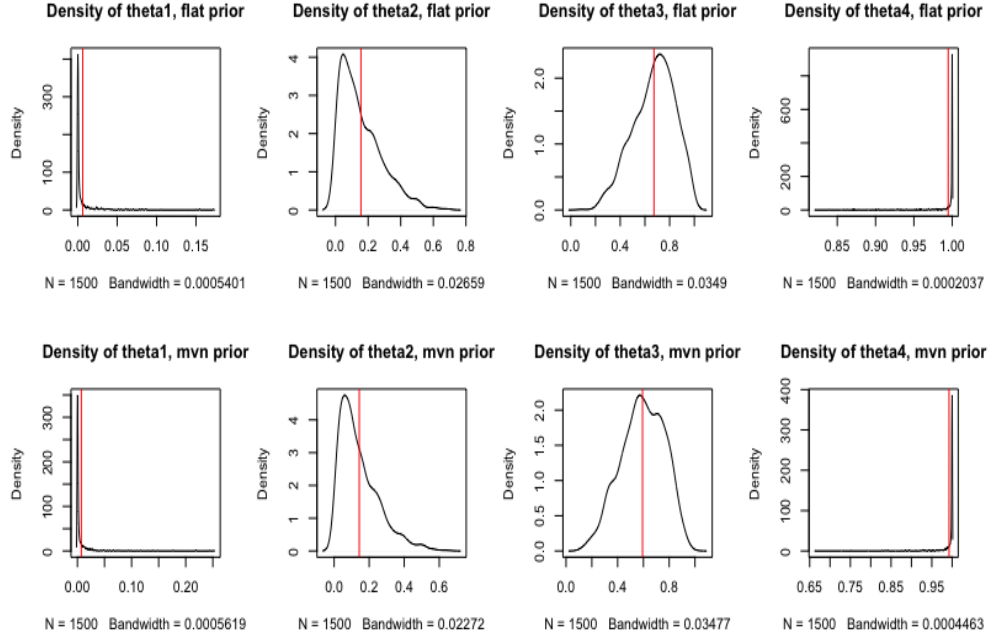 Density of theta1, flat prior
Density
300
100
0
0.00 0.05 0.10 0.15
N = 1500 Bandwidth = 0.0005401
Density of theta2, flat prior
Density
4
3
2
1
0
0.0 0.2 0.4 0.6 0.8
N = 1500 Bandwidth = 0.02659
Density of theta3, flat prior
Density
2.0
1.0
0.0
0.0 0.4 0.8
N = 1500 Bandwidth = 0.0349
Density of theta4, flat prior
Density
600
200
0
0.85 0.90 0.95 1.00
N = 1500 Bandwidth = 0.0002037
Density of theta1, mvn prior
Density
300
200
100
0
0.00 0.10 0.20
N = 1500 Bandwidth = 0.0005619
Density of theta2, mvn prior
Density
4
3
2
1
0
0.0 0.2 0.4 0.6
N = 1500 Bandwidth = 0.02272
Density of theta3, mvn prior
Density
2.0
1.5
1.0
0.5
0.0
0.0 0.4 0.8
N = 1500 Bandwidth = 0.03477
Density of theta4, mvn prior
Density
400
300
200
100
0
0.65 0.75 0.85 0.95
N = 1500 Bandwidth = 0.0004463